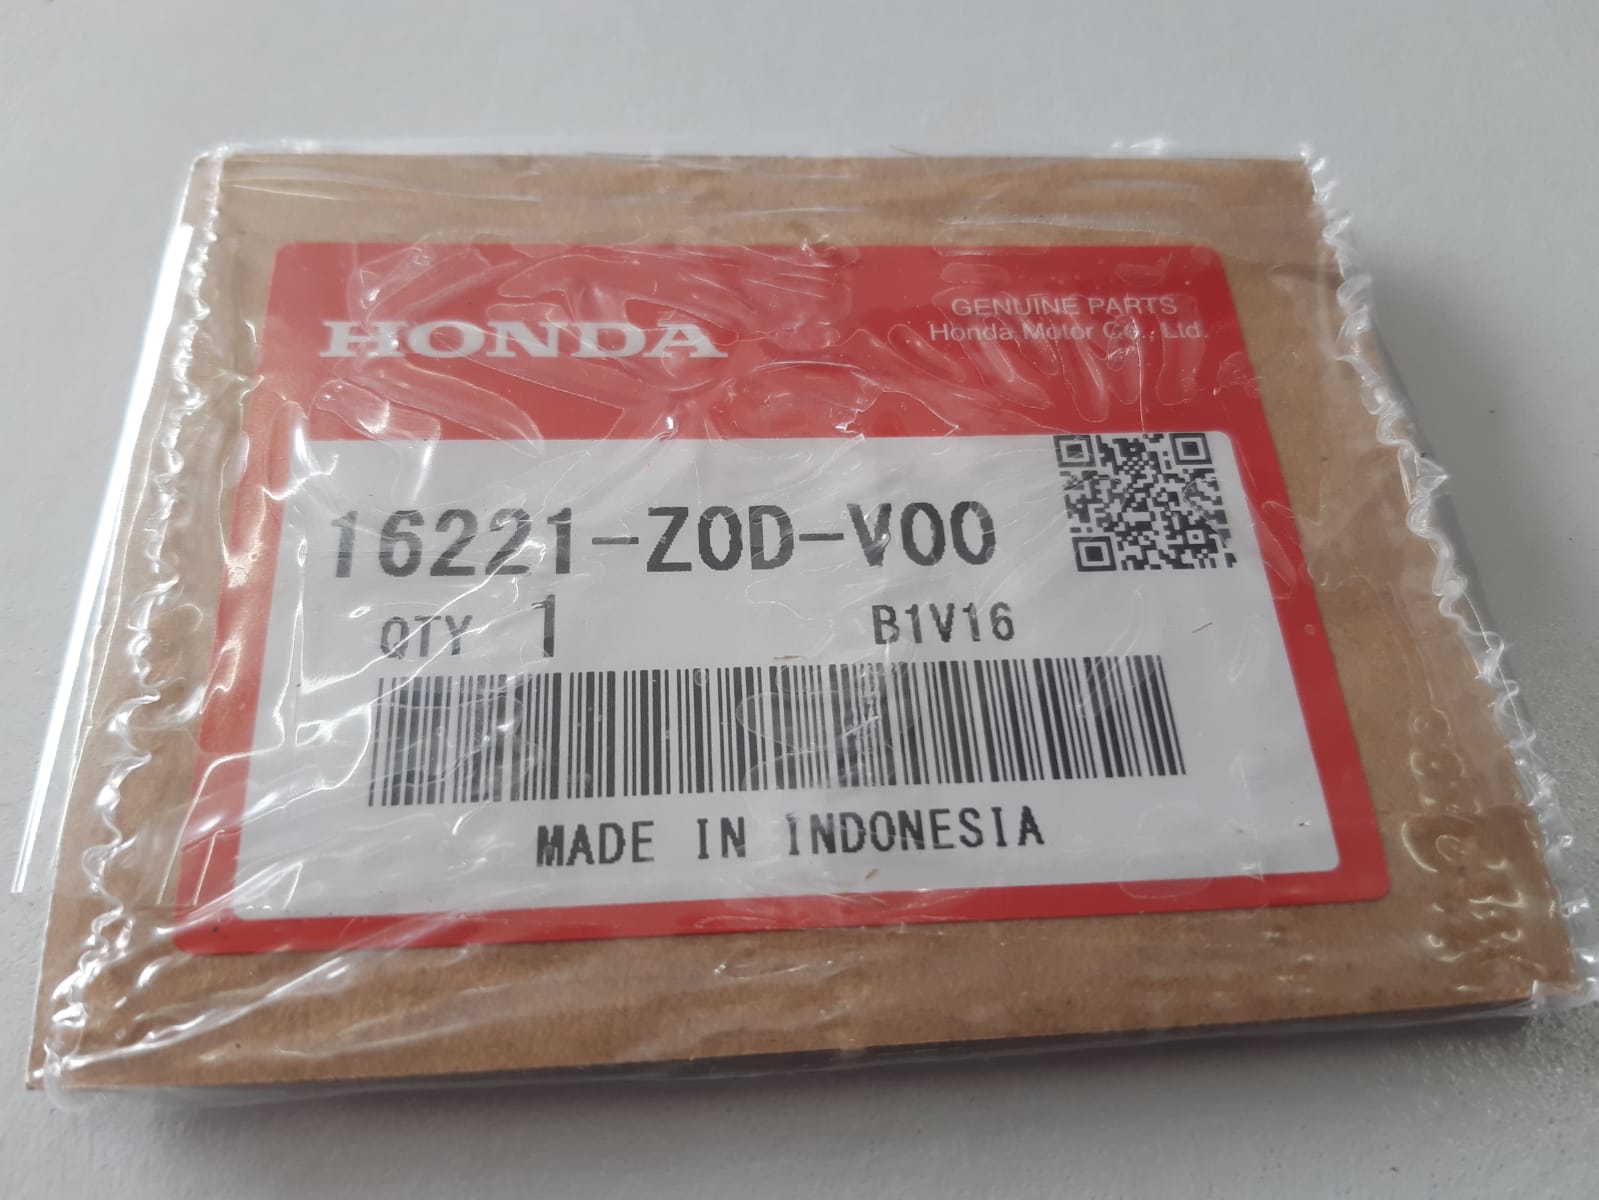 HONDA
GENUINE PARTS
Honda Motor Co., Ltd.
16221-Z0D-V00
QTY 1 B1V16
MADE IN INDONESIA